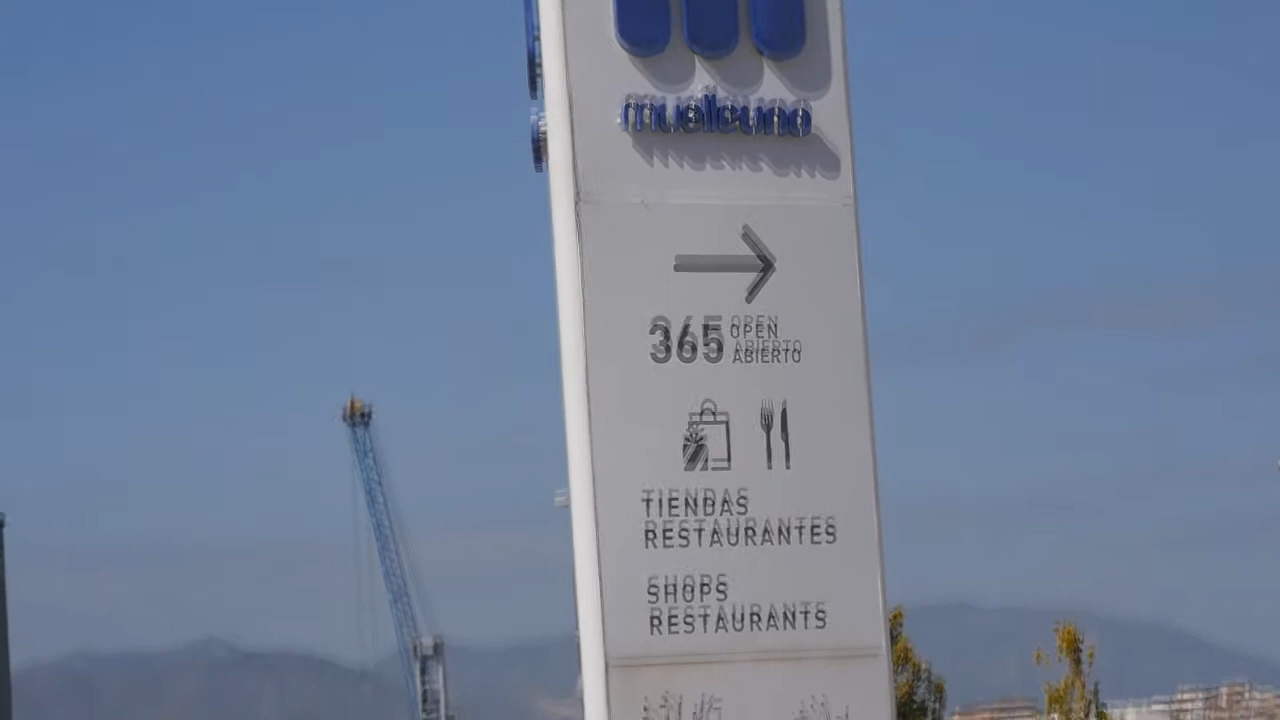 muelleuno
365 OPEN
ABIERTO
TIENDAS
RESTAURANTES
SHOPS
RESTAURANTS